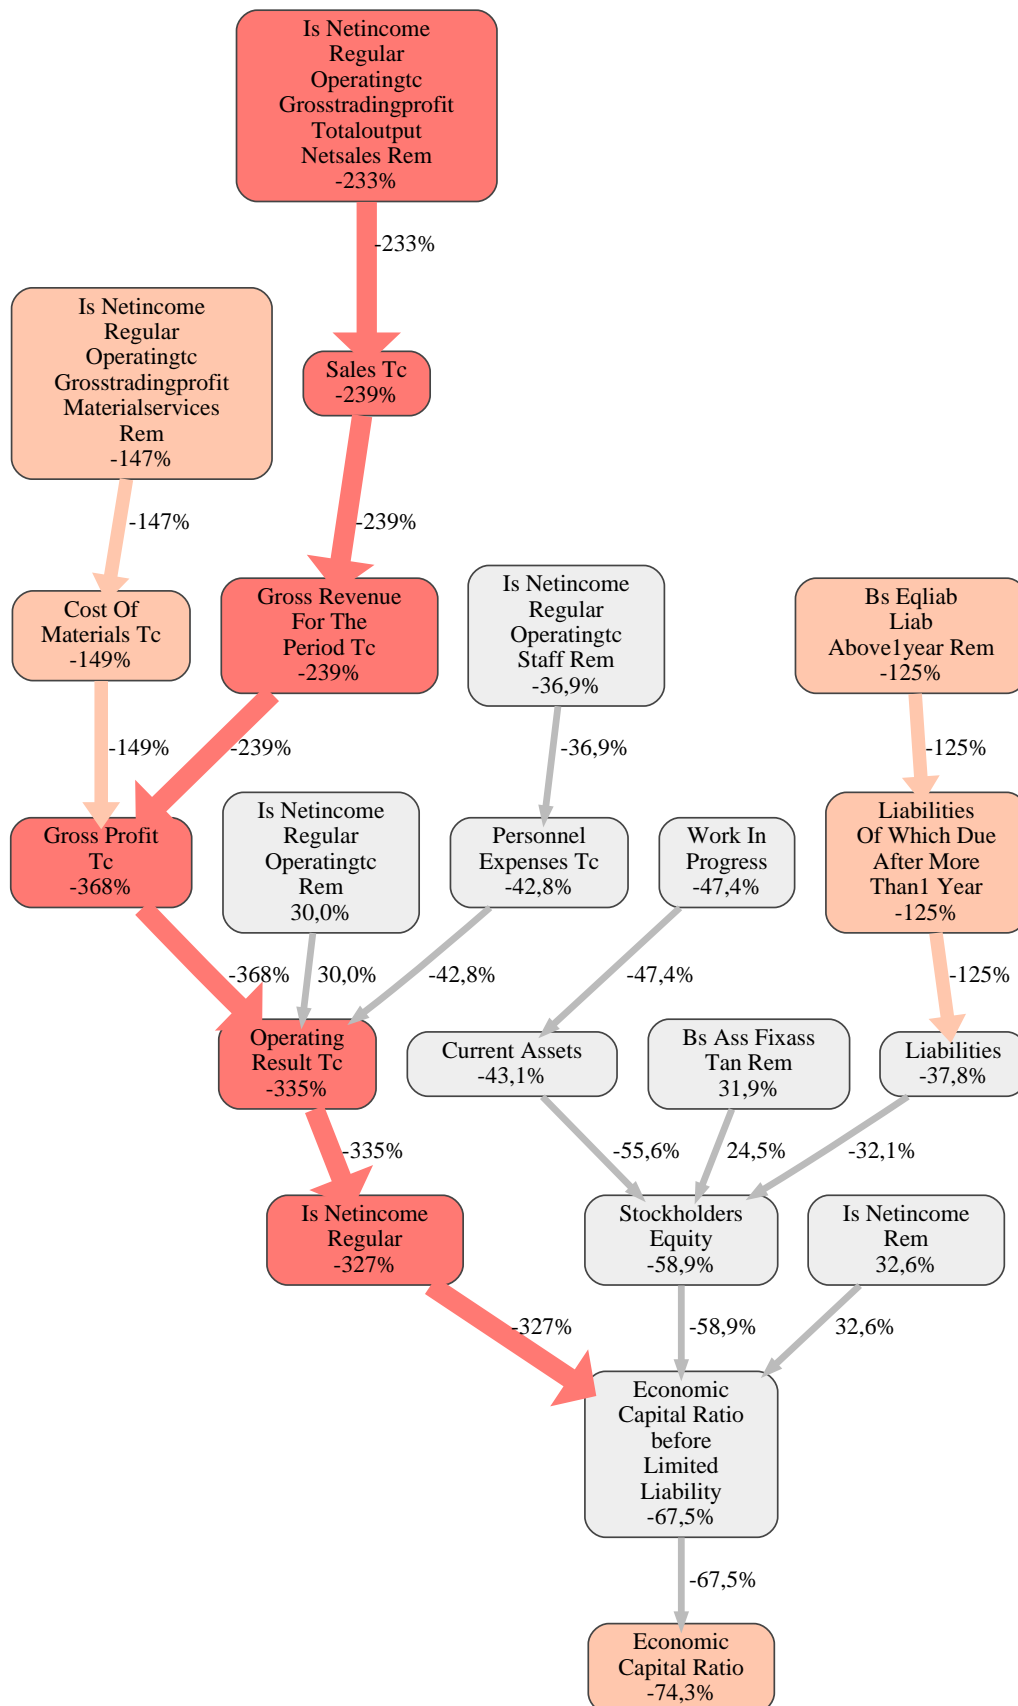 Is Netincome
Regular
Operatingtc
Grosstradingprofit
Totaloutput
Netsales Rem
-233%
-233%
Is Netincome
Regular
Operatingtc
Grosstradingprofit
Materialservices
Rem
-147%
Sales Tc
-239%
-147%
-239%
Cost Of
Materials Tc
-149%
Gross Revenue
For The
Period Tc
-239%
Is Netincome
Regular
Operatingtc
Staff Rem
-36,9%
Bs Eqliab
Liab
Above1year Rem
-125%
-149%
-239%
-36,9%
-125%
Gross Profit
Tc
-368%
Is Netincome
Regular
Operatingtc
Rem
30,0%
Personnel
Expenses Tc
-42,8%
Work In
Progress
-47,4%
Liabilities
Of Which Due
After More
Than1 Year
-125%
-368%
30,0%
-42,8%
-47,4%
-125%
Operating
Result Tc
-335%
Current Assets
-43,1%
Bs Ass Fixass
Tan Rem
31,9%
Liabilities
-37,8%
-335%
-55,6%
24,5%
-32,1%
Is Netincome
Regular
-327%
Stockholders
Equity
-58,9%
Is Netincome
Rem
32,6%
-327%
-58,9%
32,6%
Economic
Capital Ratio
before
Limited
Liability
-67,5%
-67,5%
Economic
Capital Ratio
-74,3%